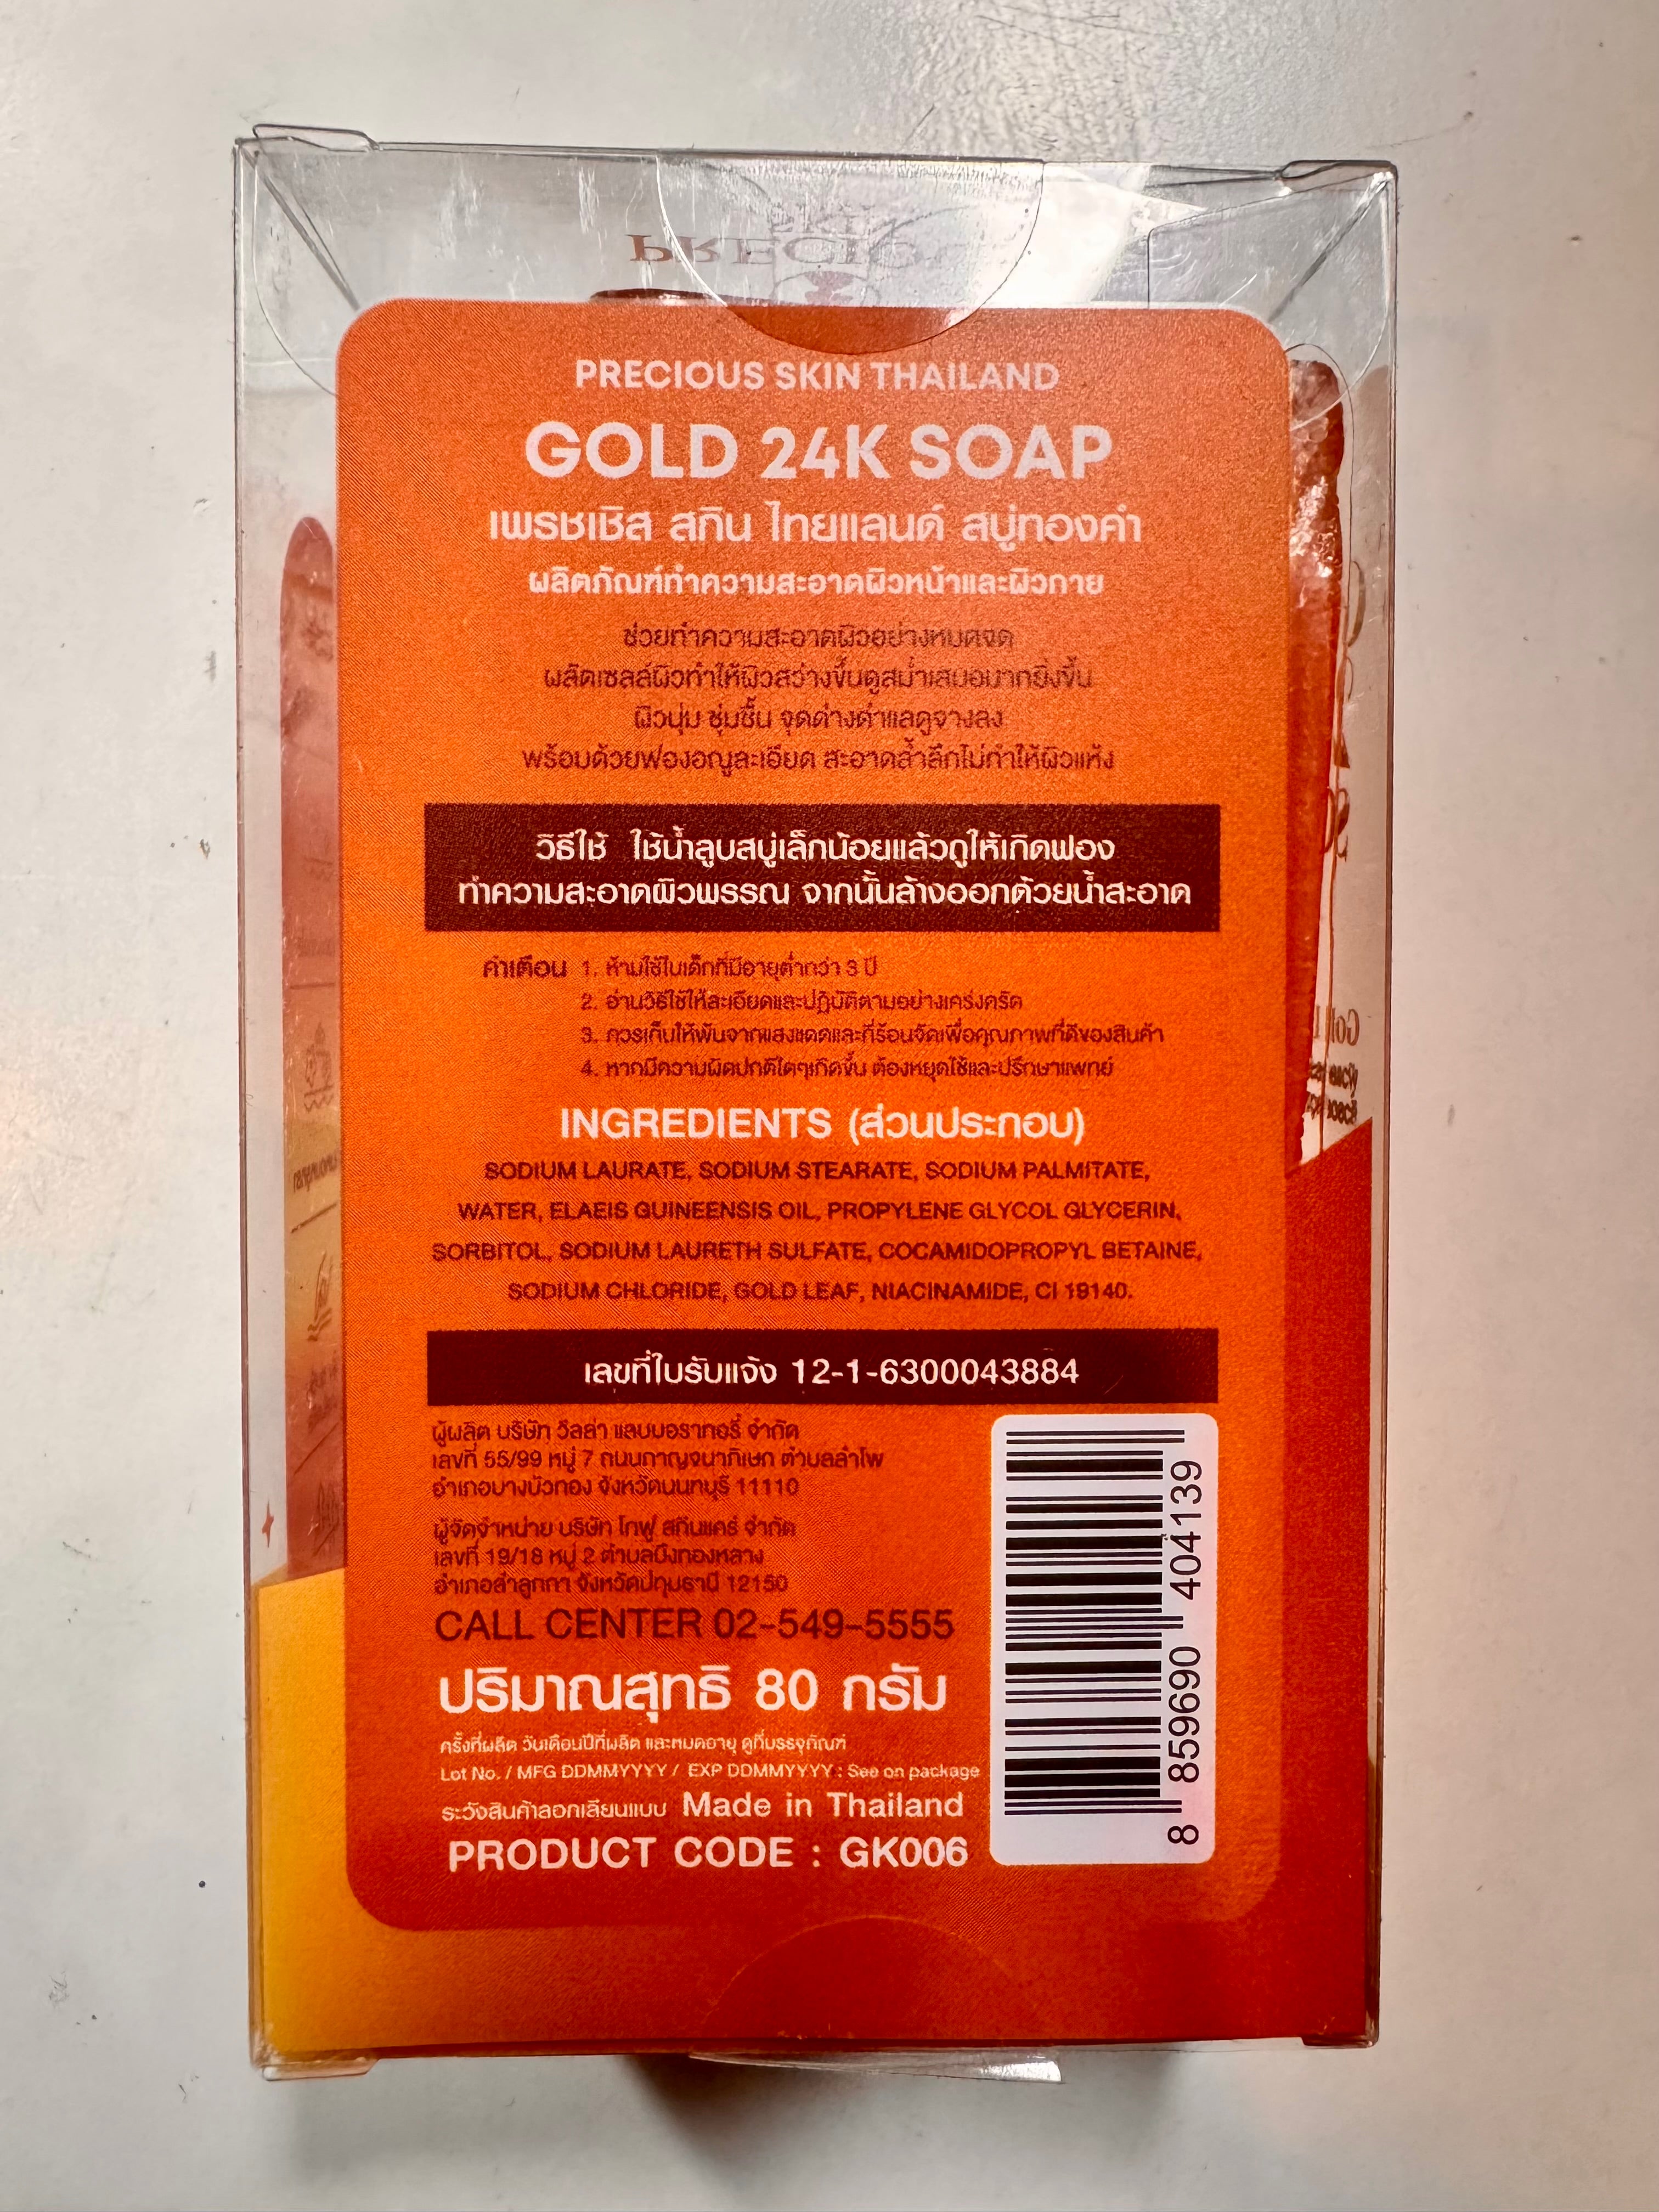 PRECIOUS SKIN THAILAND
GOLD 24K SOAP
เพรชเชิส สกิน ไทยแลนด์ สบู่ทองคำ
ผลิตภัณฑ์ทำความสะอาดผิวหน้าและผิวกาย
ช่วยทำความสะอาดผิวอย่างหมดจด
ผลัดเซลล์ผิวทำให้ผิวสว่างขึ้นดูสม่ำเสมอมากยิ่งขึ้น
ผิวนุ่ม ชุ่มชื้น จุดด่างดำแลดูจางลง
พร้อมด้วยฟองอณูละเอียด สะอาดล้ำลึกไม่ทำให้ผิวแห้ง
วิธีใช้ ใช้น้ำลูบสบู่เล็กน้อยแล้วถูให้เกิดฟอง
ทำความสะอาดผิวพรรณ จากนั้นล้างออกด้วยน้ำสะอาด
คำเตือน 1. ห้ามใช้ในเด็กที่มีอายุต่ำกว่า 3 ปี
2. อ่านวิธีใช้ให้ละเอียดและปฏิบัติตามอย่างเคร่งครัด
3. ควรเก็บให้พ้นจากแสงแดดและที่ร้อนจัดเพื่อคุณภาพที่ดีของสินค้า
4. หากมีความผิดปกติใดๆเกิดขึ้น ต้องหยุดใช้และปรึกษาแพทย์
INGREDIENTS (ส่วนประกอบ)
SODIUM LAURATE, SODIUM STEARATE, SODIUM PALMITATE,
WATER, ELAEIS GUINEENSIS OIL, PROPYLENE GLYCOL GLYCERIN,
SORBITOL, SODIUM LAURETH SULFATE, COCAMIDOPROPYL BETAINE,
SODIUM CHLORIDE, GOLD LEAF, NIACINAMIDE, CI 19140.
เลขที่ใบรับแจ้ง 12-1-6300043884
ผู้ผลิต บริษัท วีลล่า แลบบอราทอรี่ จำกัด
เลขที่ 55/99 หมู่ 7 ถนนกาญจนาภิเษก ตำบลลำโพ
อำเภอบางบัวทอง จังหวัดนนทบุรี 11110
ผู้จัดจำหน่าย บริษัท โกฟู สกินแคร์ จำกัด
เลขที่ 19/18 หมู่ 2 ตำบลบึงทองหลาง
อำเภอลำลูกกา จังหวัดปทุมธานี 12150
CALL CENTER 02-549-5555
ปริมาณสุทธิ 80 กรัม
ครั้งที่ผลิต วันเดือนปีที่ผลิต และหมดอายุ ดูที่บรรจุภัณฑ์
Lot No. / MFG DDMMYYYY / EXP DDMMYYYY : See on package
ระวังสินค้าลอกเลียนแบบ Made in Thailand
PRODUCT CODE : GK006
8 859690 404139